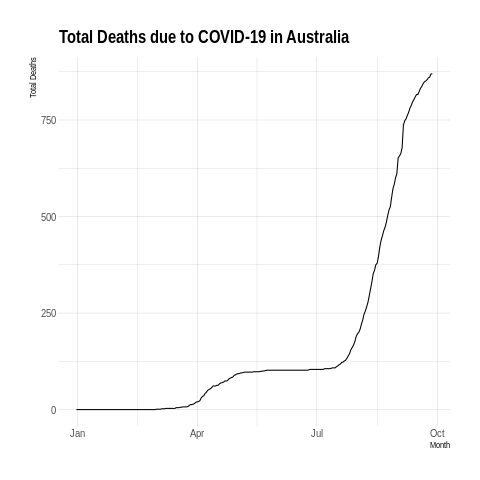 Total Deaths due to COVID-19 in Australia
Total Deaths
750
500
250
0
Jan Apr Jul Oct
Month